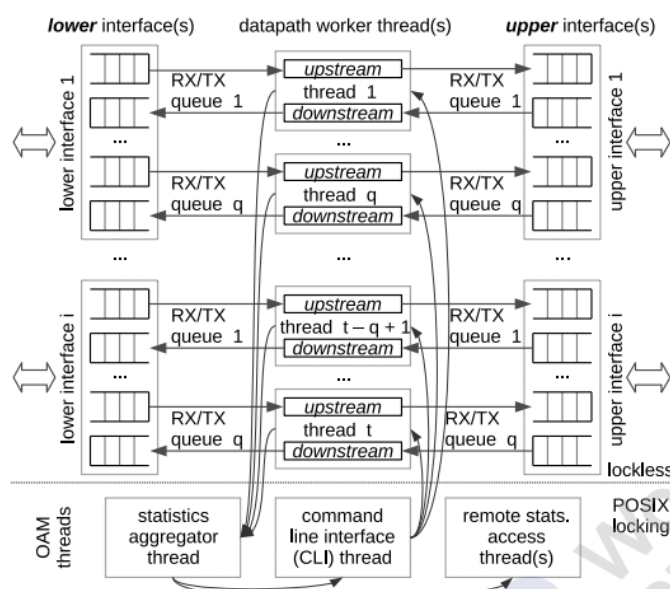 lower interface(s)
datapath worker thread(s)
upper interface(s)
lower interface 1
RX/TX
queue 1
upstream
thread 1
downstream
RX/TX
queue 1
upper interface 1
...
...
...
RX/TX
queue q
upstream
thread q
downstream
RX/TX
queue q
...
...
...
lower interface i
RX/TX
queue 1
upstream
thread t – q + 1
downstream
RX/TX
queue 1
upper interface i
...
...
...
RX/TX
queue q
upstream
thread t
downstream
RX/TX
queue q
lockless
OAM
threads
statistics
aggregator
thread
command
line interface
(CLI) thread
remote stats.
access
thread(s)
POSIX
locking